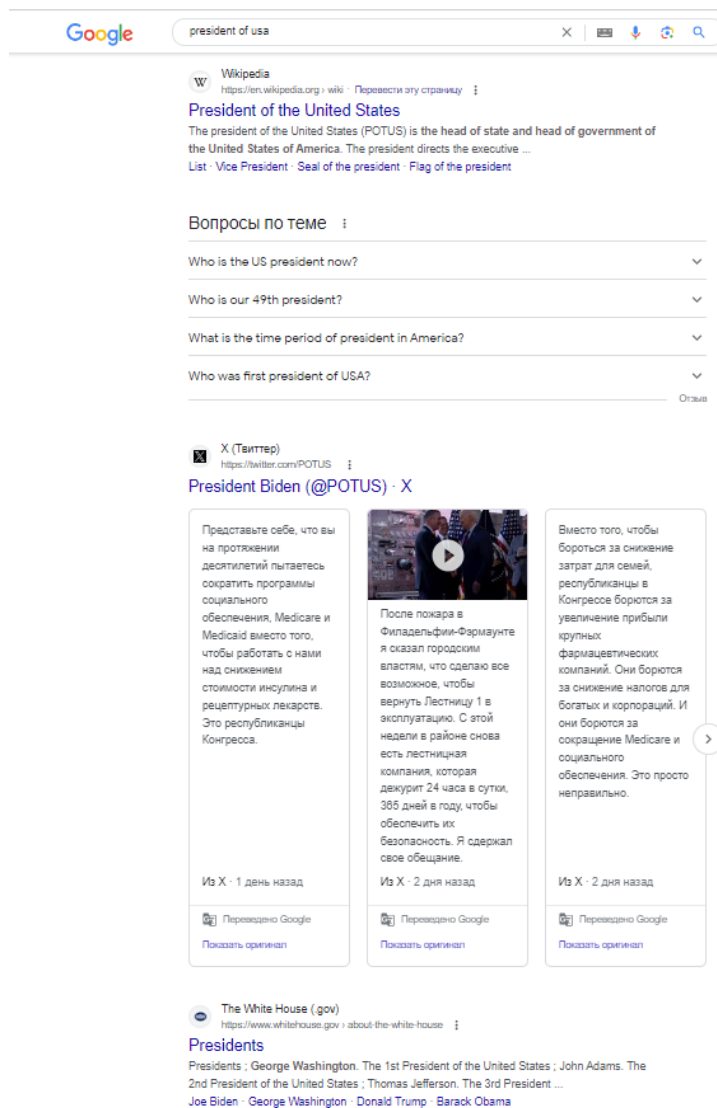 Google
president of usa
W
Wikipedia
https://en.wikipedia.org › wiki · Перевести эту страницу
President of the United States
The president of the United States (POTUS) is the head of state and head of government of
the United States of America. The president directs the executive ...
List · Vice President · Seal of the president · Flag of the president
Вопросы по теме
Who is the US president now?
Who is our 49th president?
What is the time period of president in America?
Who was first president of USA?
Отзыв
X (Твиттер)
https://twitter.com/POTUS
President Biden (@POTUS) · X
Представьте себе, что вы
на протяжении
десятилетий пытаетесь
сократить программы
социального
обеспечения, Medicare и
Medicaid вместо того,
чтобы работать с нами
над снижением
стоимости инсулина и
рецептурных лекарств.
Это республиканцы
Конгресса.
Из X · 1 день назад
Переведено Google
Показать оригинал
После пожара в
Филадельфии-Фэрмаунте
я сказал городским
властям, что сделаю все
возможное, чтобы
вернуть Лестницу 1 в
эксплуатацию. С этой
недели в районе снова
есть лестничная
компания, которая
дежурит 24 часа в сутки,
365 дней в году, чтобы
обеспечить их
безопасность. Я сдержал
свое обещание.
Из X · 2 дня назад
Переведено Google
Показать оригинал
Вместо того, чтобы
бороться за снижение
затрат для семей,
республиканцы в
Конгрессе борются за
увеличение прибыли
крупных
фармацевтических
компаний. Они борются
за снижение налогов для
богатых и корпораций. И
они борются за
сокращение Medicare и
социального
обеспечения. Это просто
неправильно.
Из X · 2 дня назад
Переведено Google
Показать оригинал
The White House (.gov)
https://www.whitehouse.gov › about-the-white-house
Presidents
Presidents ; George Washington. The 1st President of the United States ; John Adams. The
2nd President of the United States ; Thomas Jefferson. The 3rd President ...
Joe Biden · George Washington · Donald Trump · Barack Obama